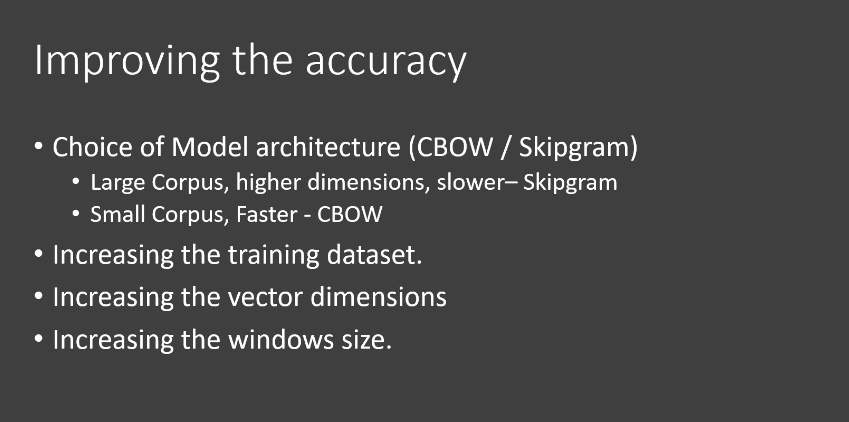 Improving the accuracy
• Choice of Model architecture (CBOW / Skipgram)
• Large Corpus, higher dimensions, slower– Skipgram
• Small Corpus, Faster - CBOW
• Increasing the training dataset.
• Increasing the vector dimensions
• Increasing the windows size.